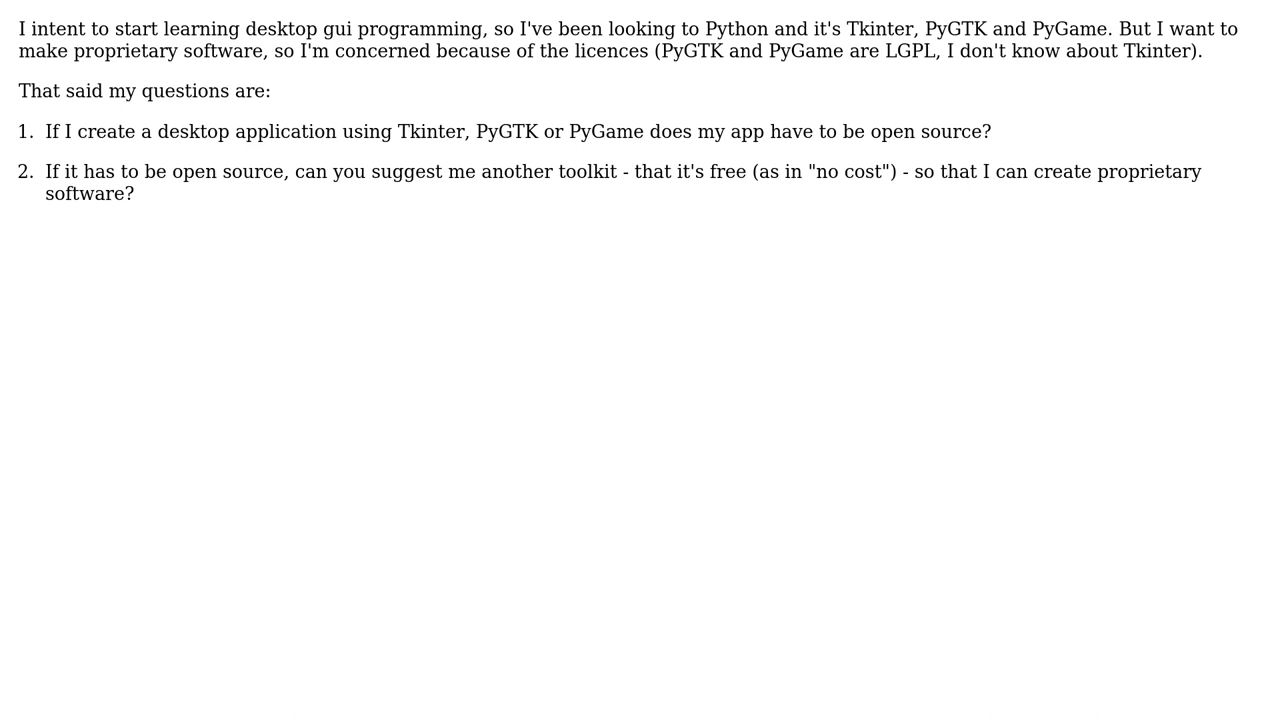 I intent to start learning desktop gui programming, so I've been looking to Python and it's Tkinter, PyGTK and PyGame. But I want to
make proprietary software, so I'm concerned because of the licences (PyGTK and PyGame are LGPL, I don't know about Tkinter).
That said my questions are:
1. If I create a desktop application using Tkinter, PyGTK or PyGame does my app have to be open source?
2. If it has to be open source, can you suggest me another toolkit - that it's free (as in "no cost") - so that I can create proprietary
software?